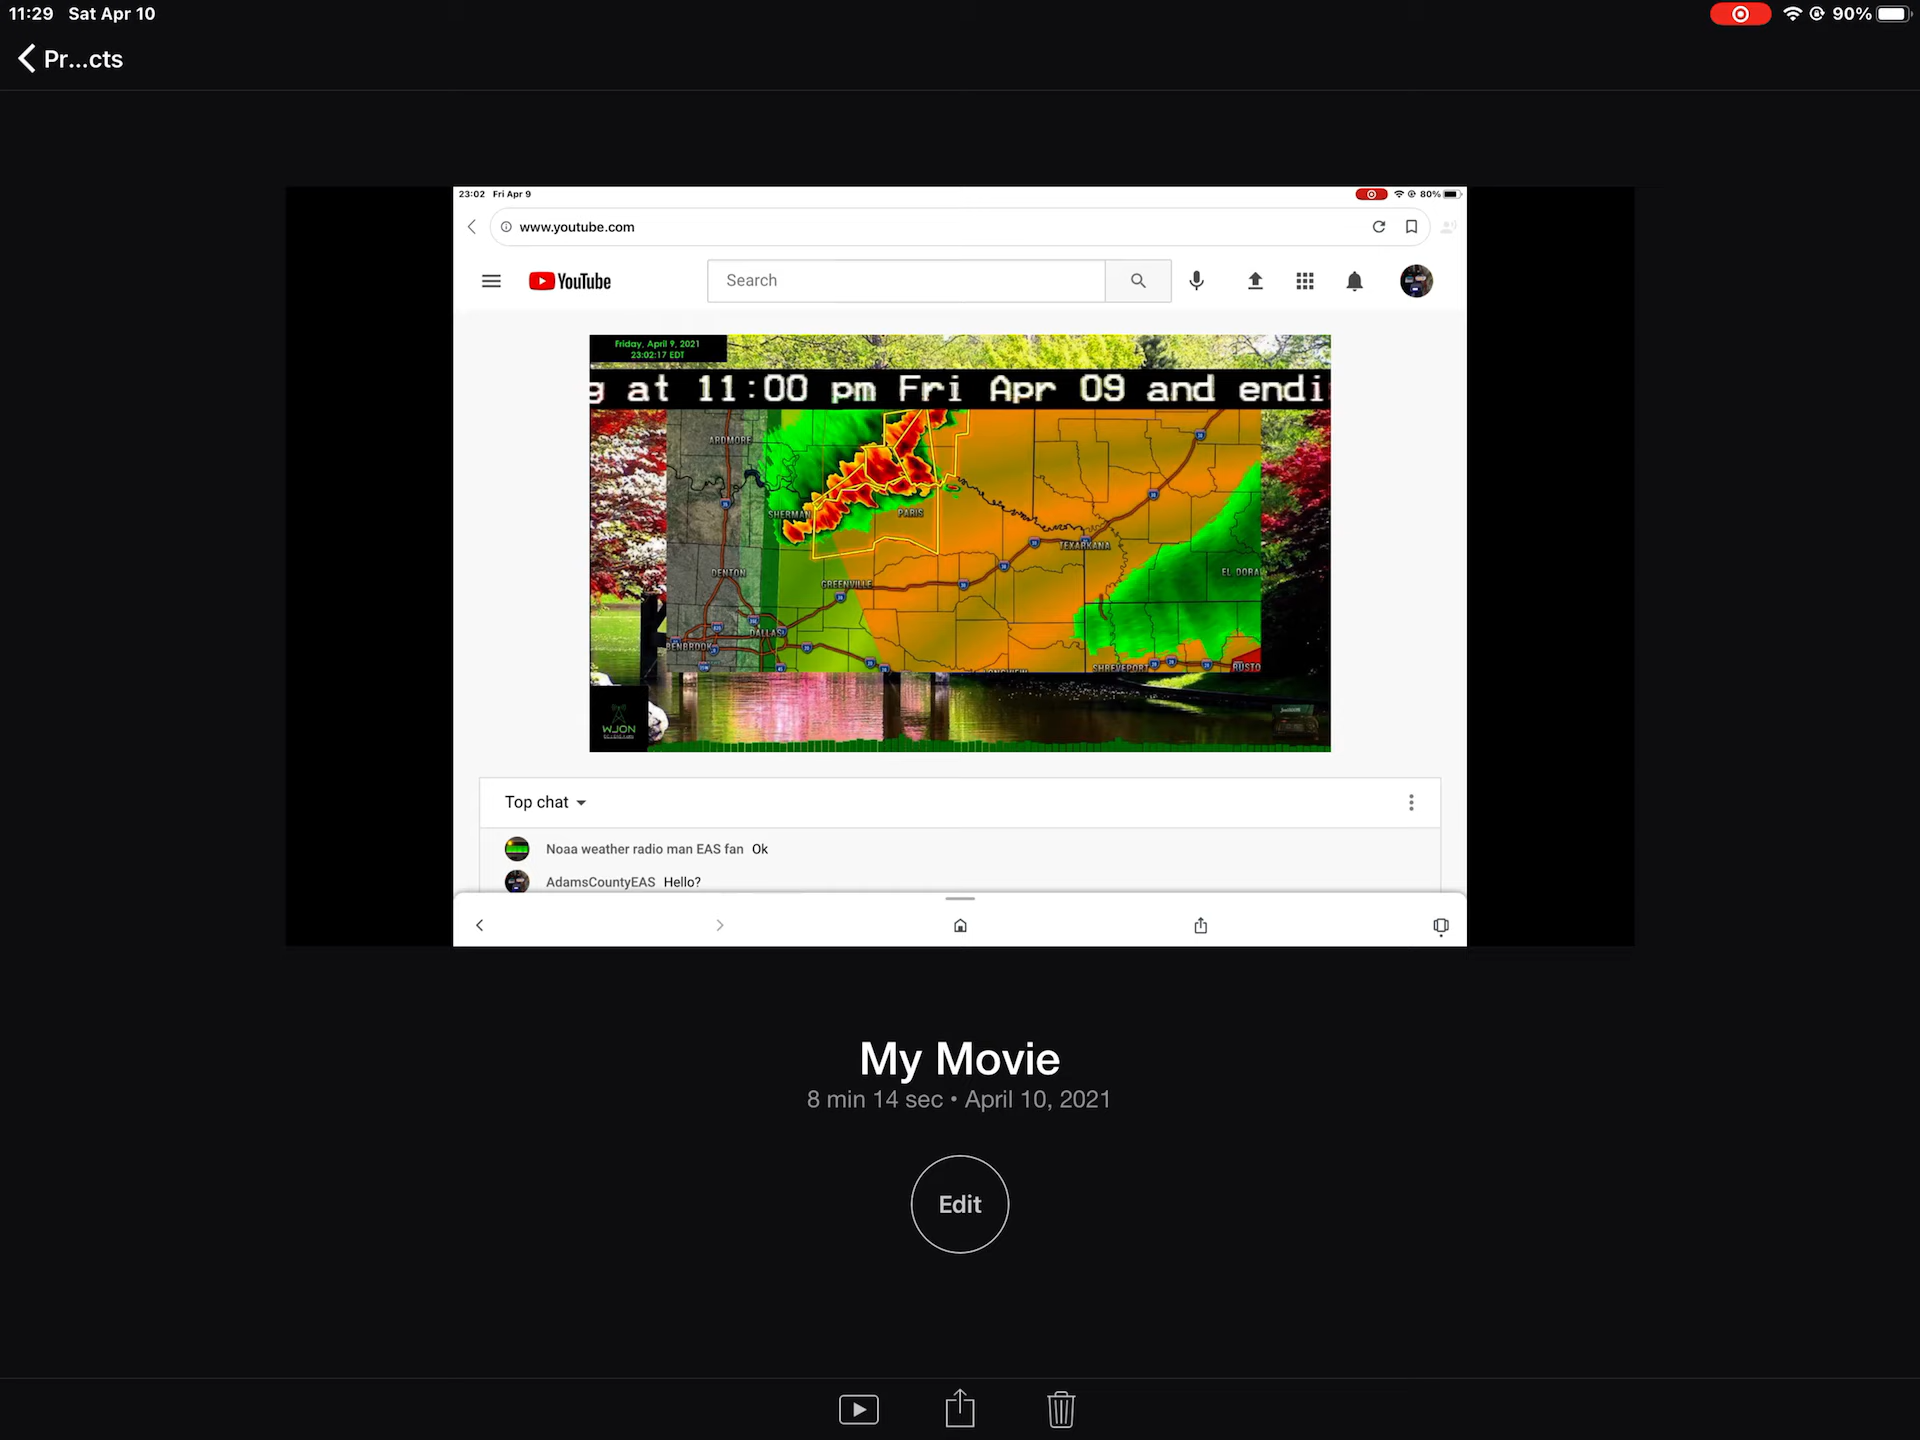 11:29 Sat Apr 10
90%
Pr...cts
23:02 Fri Apr 9
80%
www.youtube.com
YouTube
Search
Friday, April 9, 2021
23:02:17 EDT
g at 11:00 pm Fri Apr 09 and endi
ARDMORE
SHERMAN
PARIS
TEXARKANA
DENTON
EL DORA
GREENVILLE
DALLAS
BENBROOK
LONGVIEW
SHREVEPORT
RUSTO
WJON
Top chat
Noaa weather radio man EAS fan Ok
AdamsCountyEAS Hello?
My Movie
8 min 14 sec • April 10, 2021
Edit